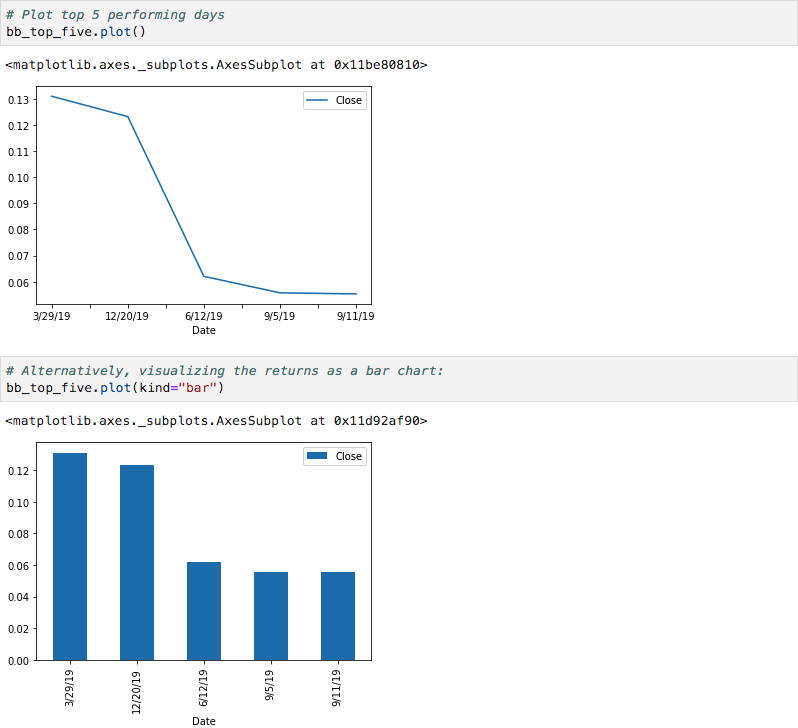 # Plot top 5 performing days
bb_top_five.plot()
<matplotlib.axes._subplots.AxesSubplot at 0x11be80810>
Close
0.13
0.12
0.11
0.10
0.09
0.08
0.07
0.06
3/29/19 12/20/19 6/12/19 9/5/19 9/11/19
Date
# Alternatively, visualizing the returns as a bar chart:
bb_top_five.plot(kind="bar")
<matplotlib.axes._subplots.AxesSubplot at 0x11d92af90>
Close
0.12
0.10
0.08
0.06
0.04
0.02
0.00
3/29/19
12/20/19
6/12/19
9/5/19
9/11/19
Date